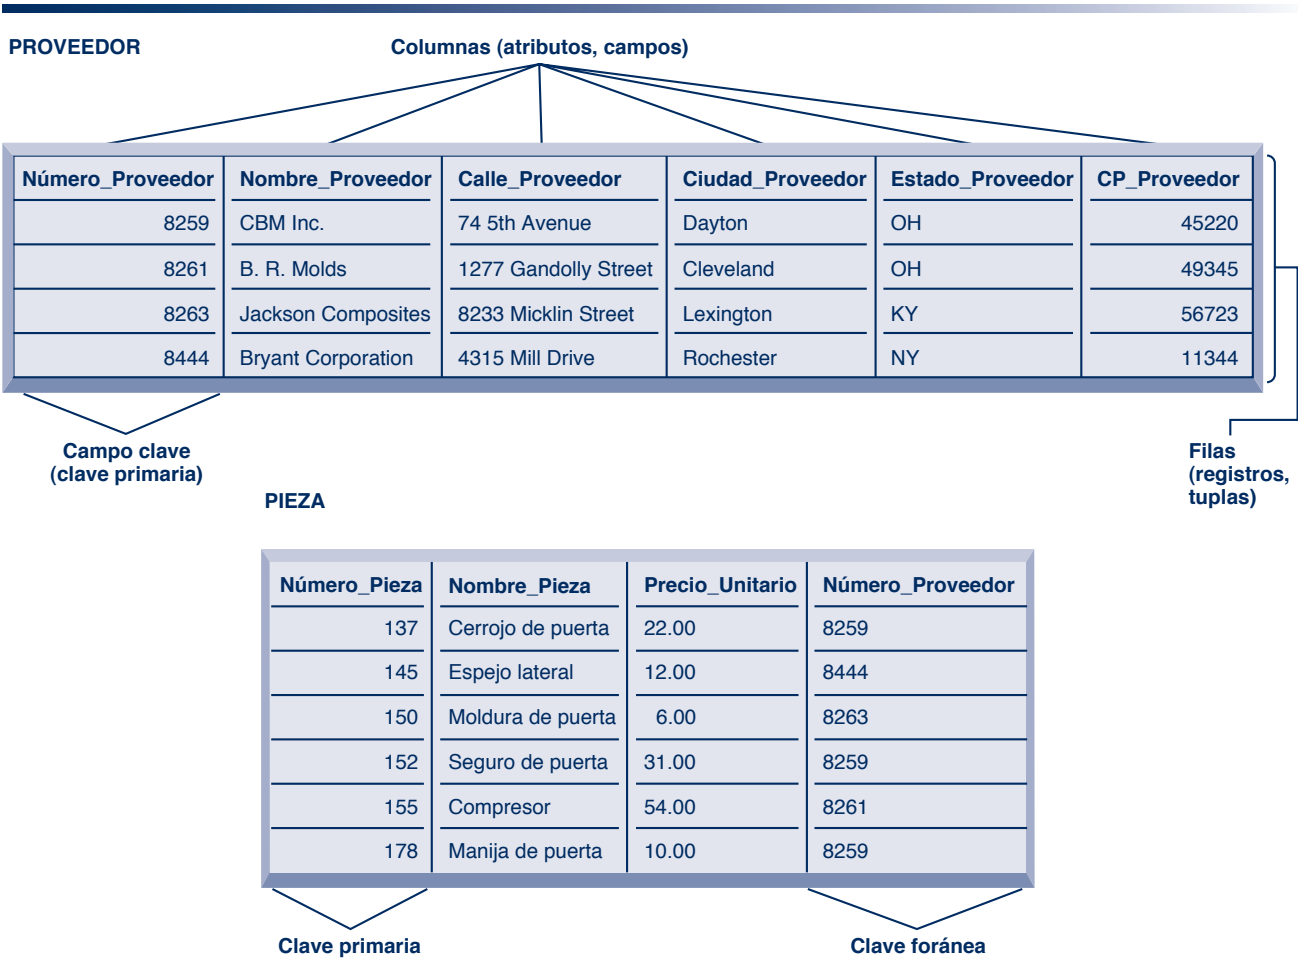 PROVEEDOR
Columnas (atributos, campos)
Número_Proveedor Nombre_Proveedor Calle_Proveedor Ciudad_Proveedor Estado_Proveedor CP_Proveedor
8259 CBM Inc. 74 5th Avenue Dayton OH 45220
8261 B. R. Molds 1277 Gandolly Street Cleveland OH 49345
8263 Jackson Composites 8233 Micklin Street Lexington KY 56723
8444 Bryant Corporation 4315 Mill Drive Rochester NY 11344
Campo clave
(clave primaria)
Filas
(registros,
tuplas)
PIEZA
Número_Pieza Nombre_Pieza Precio_Unitario Número_Proveedor
137 Cerrojo de puerta 22.00 8259
145 Espejo lateral 12.00 8444
150 Moldura de puerta 6.00 8263
152 Seguro de puerta 31.00 8259
155 Compresor 54.00 8261
178 Manija de puerta 10.00 8259
Clave primaria
Clave foránea